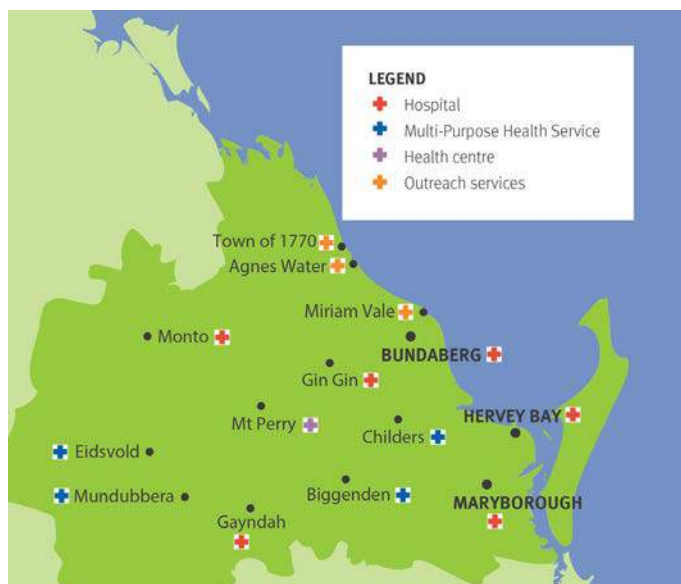 LEGEND
Hospital
Multi-Purpose Health Service
Health centre
Outreach services
Town of 1770
Agnes Water
Miriam Vale
Monto
BUNDABERG
Gin Gin
Mt Perry
Childers
HERVEY BAY
Eidsvold
Mundubbera
Biggenden
MARYBOROUGH
Gayndah